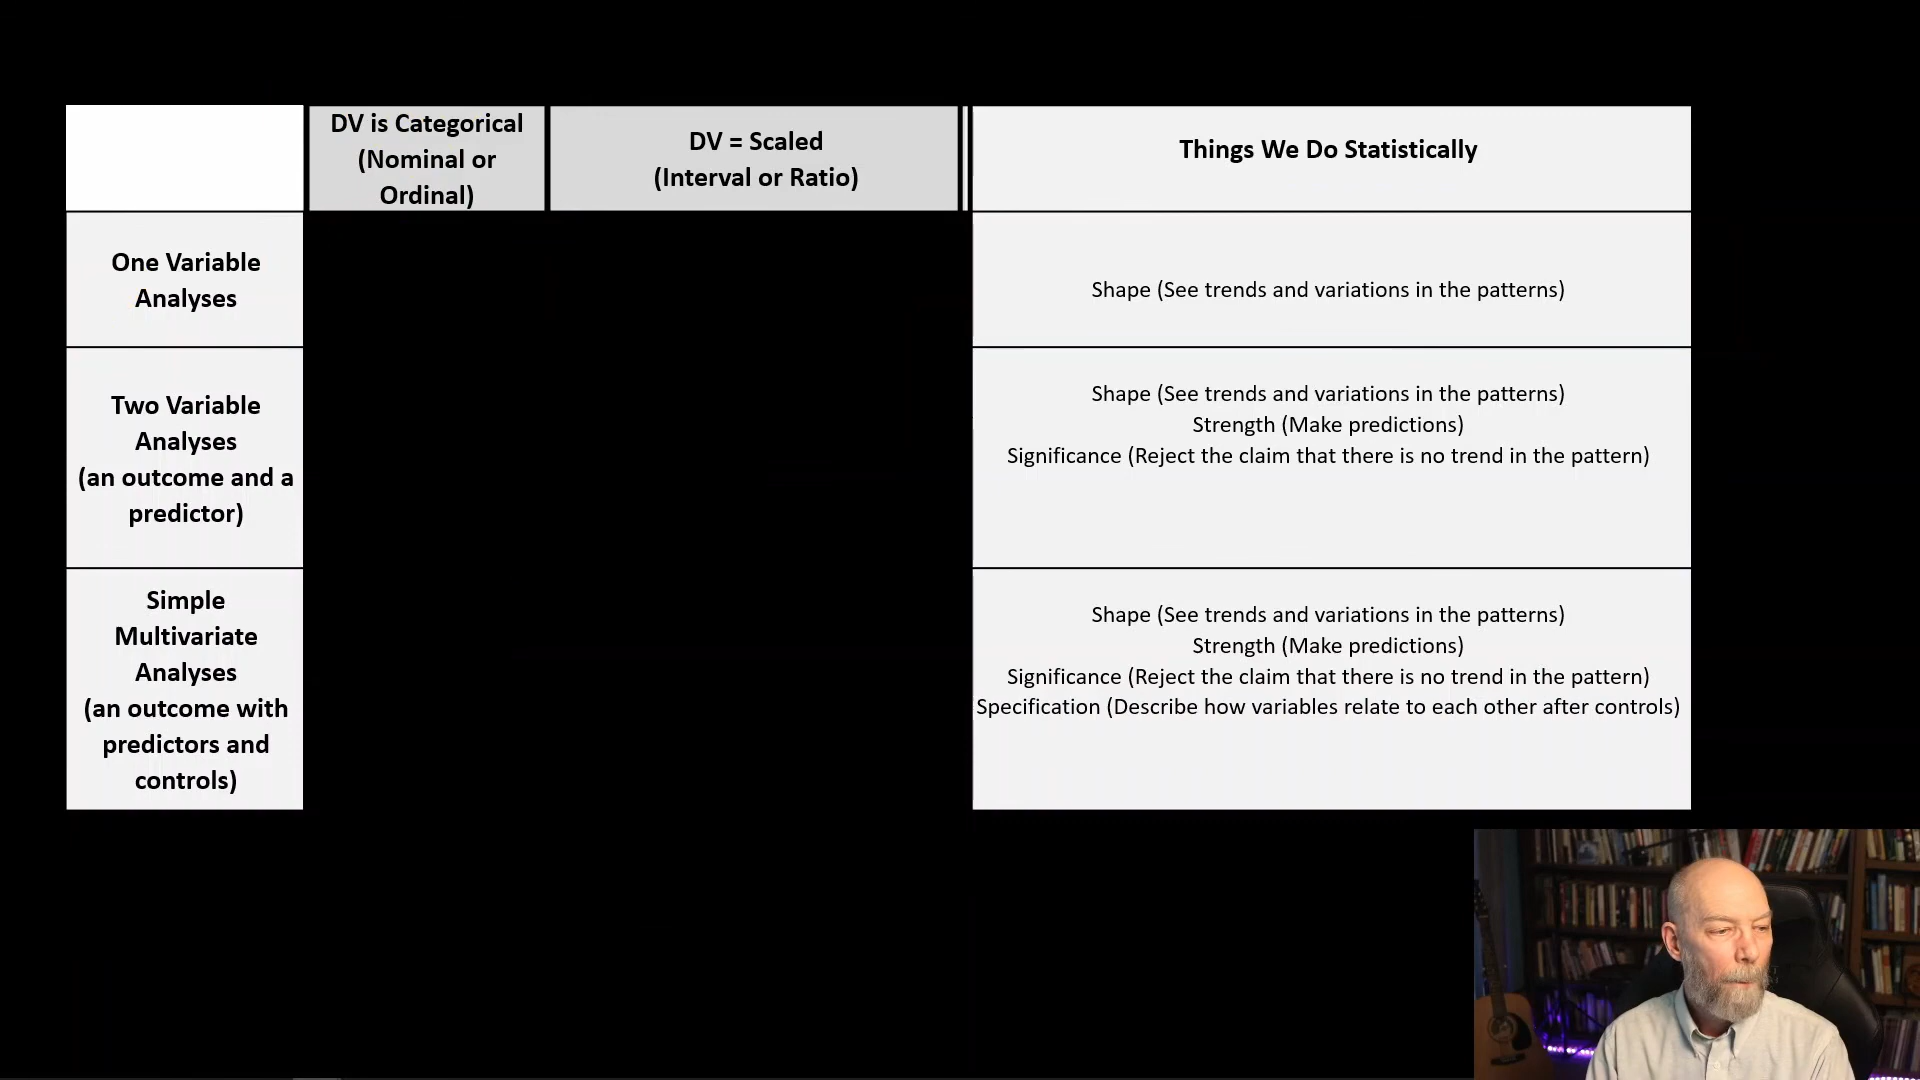 DV is Categorical
(Nominal or
Ordinal)
DV = Scaled
(Interval or Ratio)
Things We Do Statistically
One Variable
Analyses
Shape (See trends and variations in the patterns)
Two Variable
Analyses
(an outcome and a
predictor)
Shape (See trends and variations in the patterns)
Strength (Make predictions)
Significance (Reject the claim that there is no trend in the pattern)
Simple
Multivariate
Analyses
(an outcome with
predictors and
controls)
Shape (See trends and variations in the patterns)
Strength (Make predictions)
Significance (Reject the claim that there is no trend in the pattern)
Specification (Describe how variables relate to each other after controls)